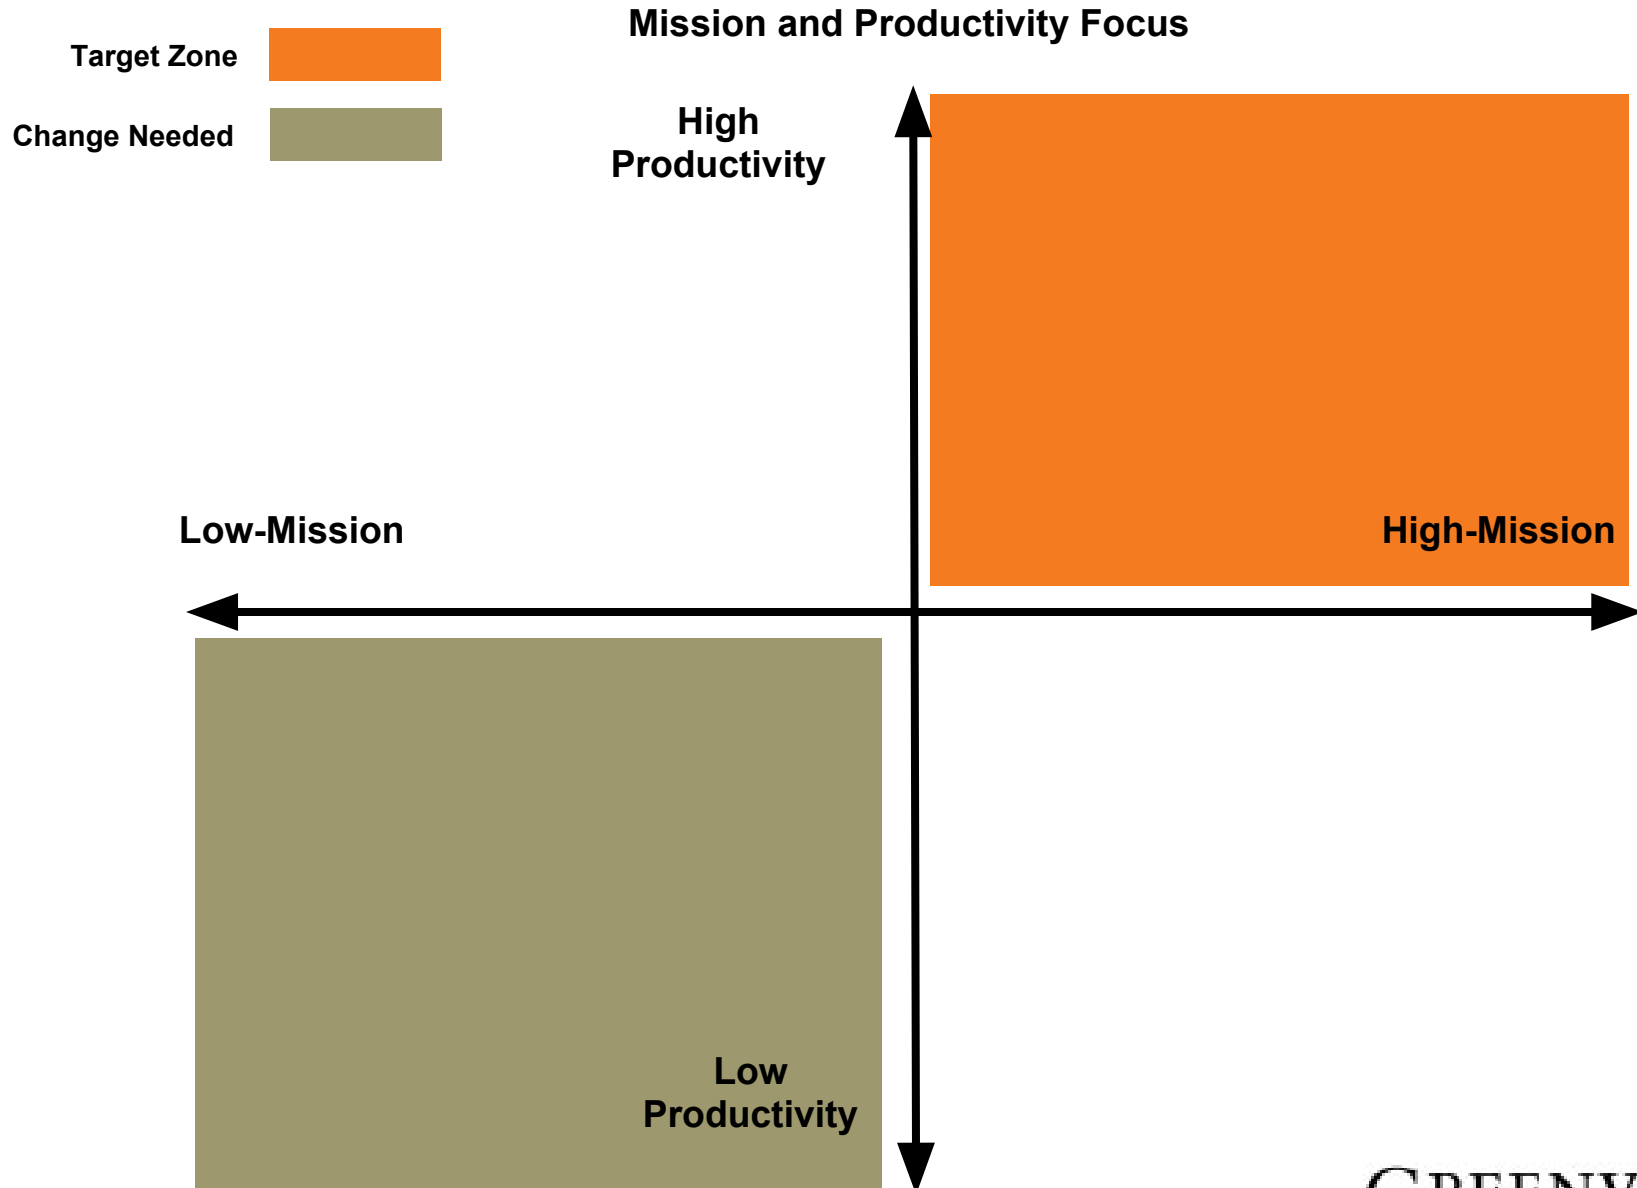 Mission and Productivity Focus
Target Zone
Change Needed
High
Productivity
Low-Mission
High-Mission
Low
Productivity